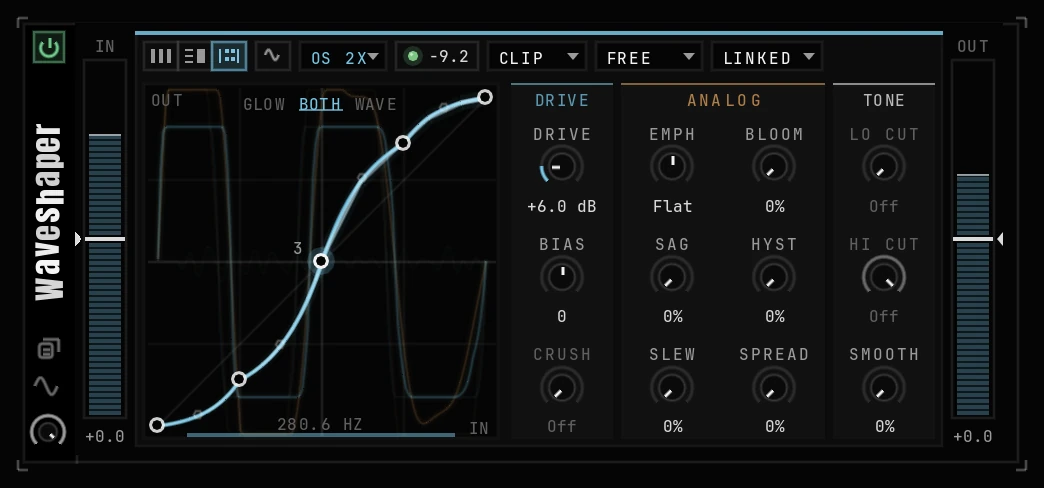 IN
OS 2X
-9.2
CLIP
FREE
LINKED
OUT
OUT
GLOW BOTH WAVE
DRIVE
ANALOG
TONE
DRIVE
EMPH
BLOOM
LO CUT
+6.0 dB
Flat
0%
Off
Waveshaper
3
BIAS
SAG
HYST
HI CUT
0
0%
0%
Off
CRUSH
SLEW
SPREAD
SMOOTH
280.6 HZ
IN
Off
0%
0%
0%
+0.0
+0.0